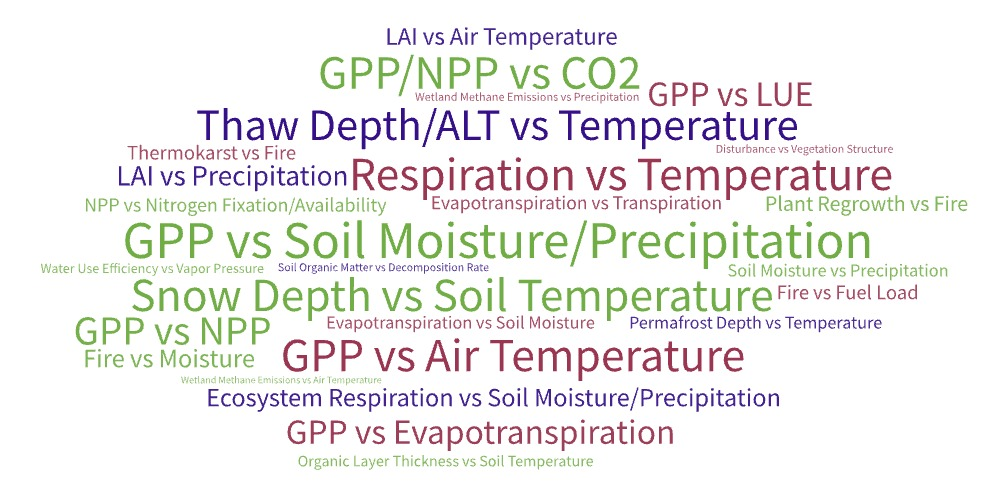 LAI vs Air Temperature
GPP/NPP vs CO2
Wetland Methane Emissions vs Precipitation
GPP vs LUE
Thaw Depth/ALT vs Temperature
Thermokarst vs Fire
Disturbance vs Vegetation Structure
LAI vs Precipitation
Respiration vs Temperature
NPP vs Nitrogen Fixation/Availability
Evapotranspiration vs Transpiration
Plant Regrowth vs Fire
GPP vs Soil Moisture/Precipitation
Water Use Efficiency vs Vapor Pressure
Soil Organic Matter vs Decomposition Rate
Soil Moisture vs Precipitation
Snow Depth vs Soil Temperature
Fire vs Fuel Load
GPP vs NPP
Evapotranspiration vs Soil Moisture
Permafrost Depth vs Temperature
Fire vs Moisture
GPP vs Air Temperature
Wetland Methane Emissions vs Air Temperature
Ecosystem Respiration vs Soil Moisture/Precipitation
GPP vs Evapotranspiration
Organic Layer Thickness vs Soil Temperature